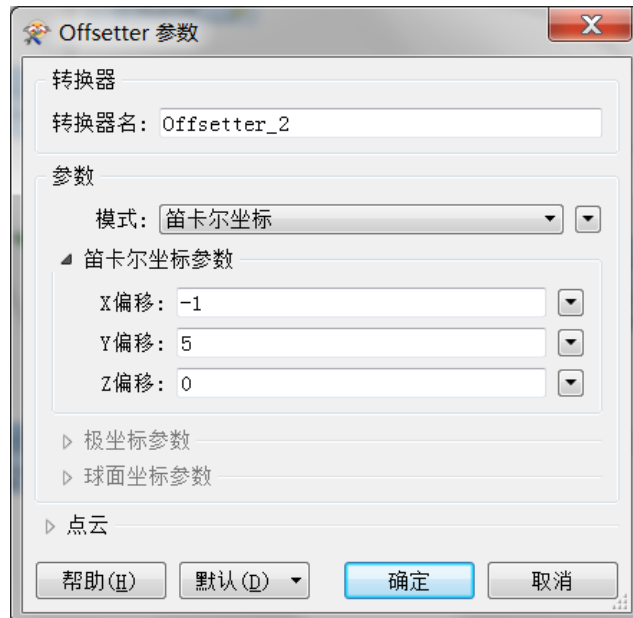 Offsetter 参数
转换器
转换器名: Offsetter_2
参数
模式: 笛卡尔坐标
笛卡尔坐标参数
X偏移: -1
Y偏移: 5
Z偏移: 0
极坐标参数
球面坐标参数
点云
帮助(H) 默认(D) 确定 取消